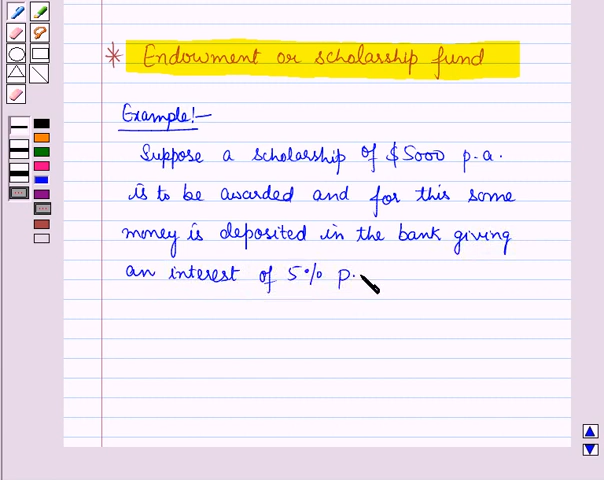 * Endowment or scholarship fund
Example:-
Suppose a scholarship of $5000 p.a.
is to be awarded and for this some
money is deposited in the bank giving
an interest of 5% p.